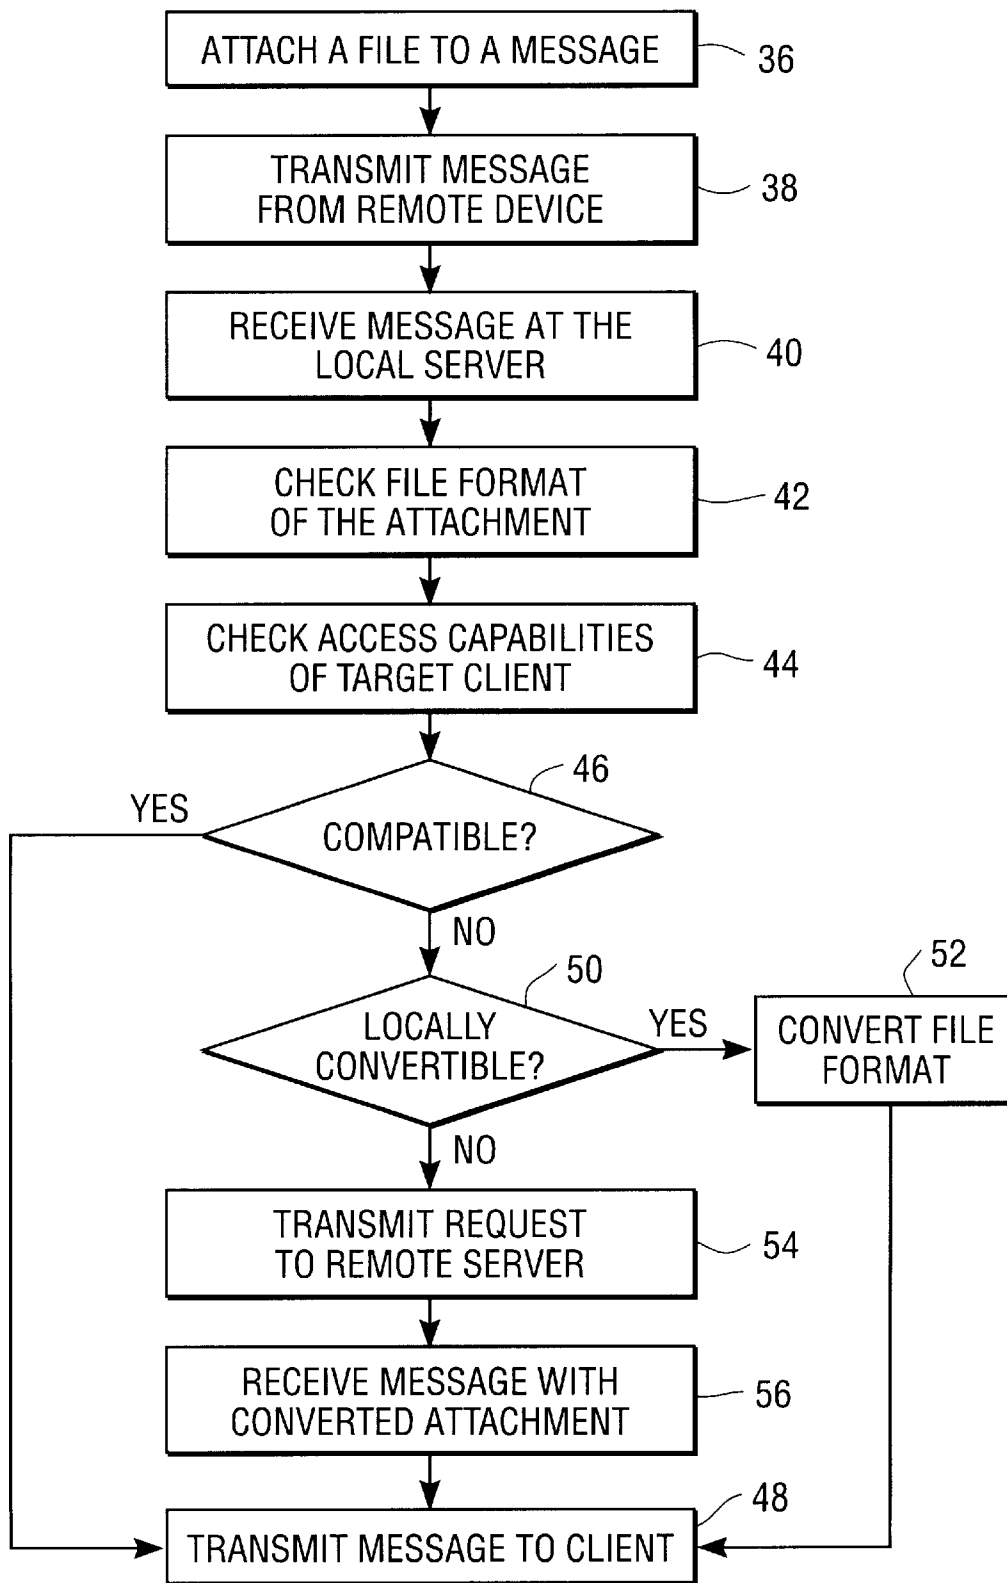 ATTACH A FILE TO A MESSAGE
36
TRANSMIT MESSAGE
FROM REMOTE DEVICE
38
RECEIVE MESSAGE AT THE
LOCAL SERVER
40
CHECK FILE FORMAT
OF THE ATTACHMENT
42
CHECK ACCESS CAPABILITIES
OF TARGET CLIENT
44
46
YES
COMPATIBLE?
NO
50
52
LOCALLY
CONVERTIBLE?
YES
CONVERT FILE
FORMAT
NO
TRANSMIT REQUEST
TO REMOTE SERVER
54
RECEIVE MESSAGE WITH
CONVERTED ATTACHMENT
56
48
TRANSMIT MESSAGE TO CLIENT